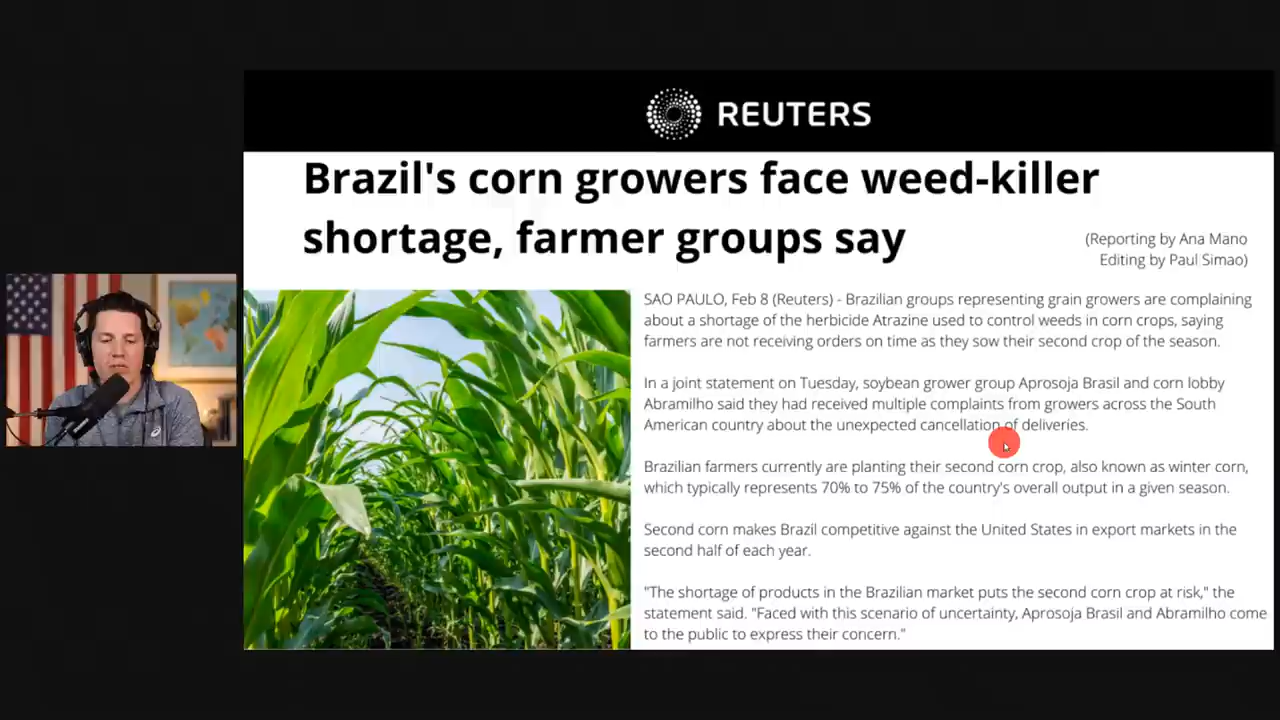 REUTERS
Brazil's corn growers face weed-killer
shortage, farmer groups say
(Reporting by Ana Mano
Editing by Paul Simao)
SAO PAULO, Feb 8 (Reuters) - Brazilian groups representing grain growers are complaining
about a shortage of the herbicide Atrazine used to control weeds in corn crops, saying
farmers are not receiving orders on time as they sow their second crop of the season.
In a joint statement on Tuesday, soybean grower group Aprosoja Brasil and corn lobby
Abramilho said they had received multiple complaints from growers across the South
American country about the unexpected cancellation of deliveries.
Brazilian farmers currently are planting their second corn crop, also known as winter corn,
which typically represents 70% to 75% of the country's overall output in a given season.
Second corn makes Brazil competitive against the United States in export markets in the
second half of each year.
"The shortage of products in the Brazilian market puts the second corn crop at risk," the
statement said. "Faced with this scenario of uncertainty, Aprosoja Brasil and Abramilho come
to the public to express their concern."